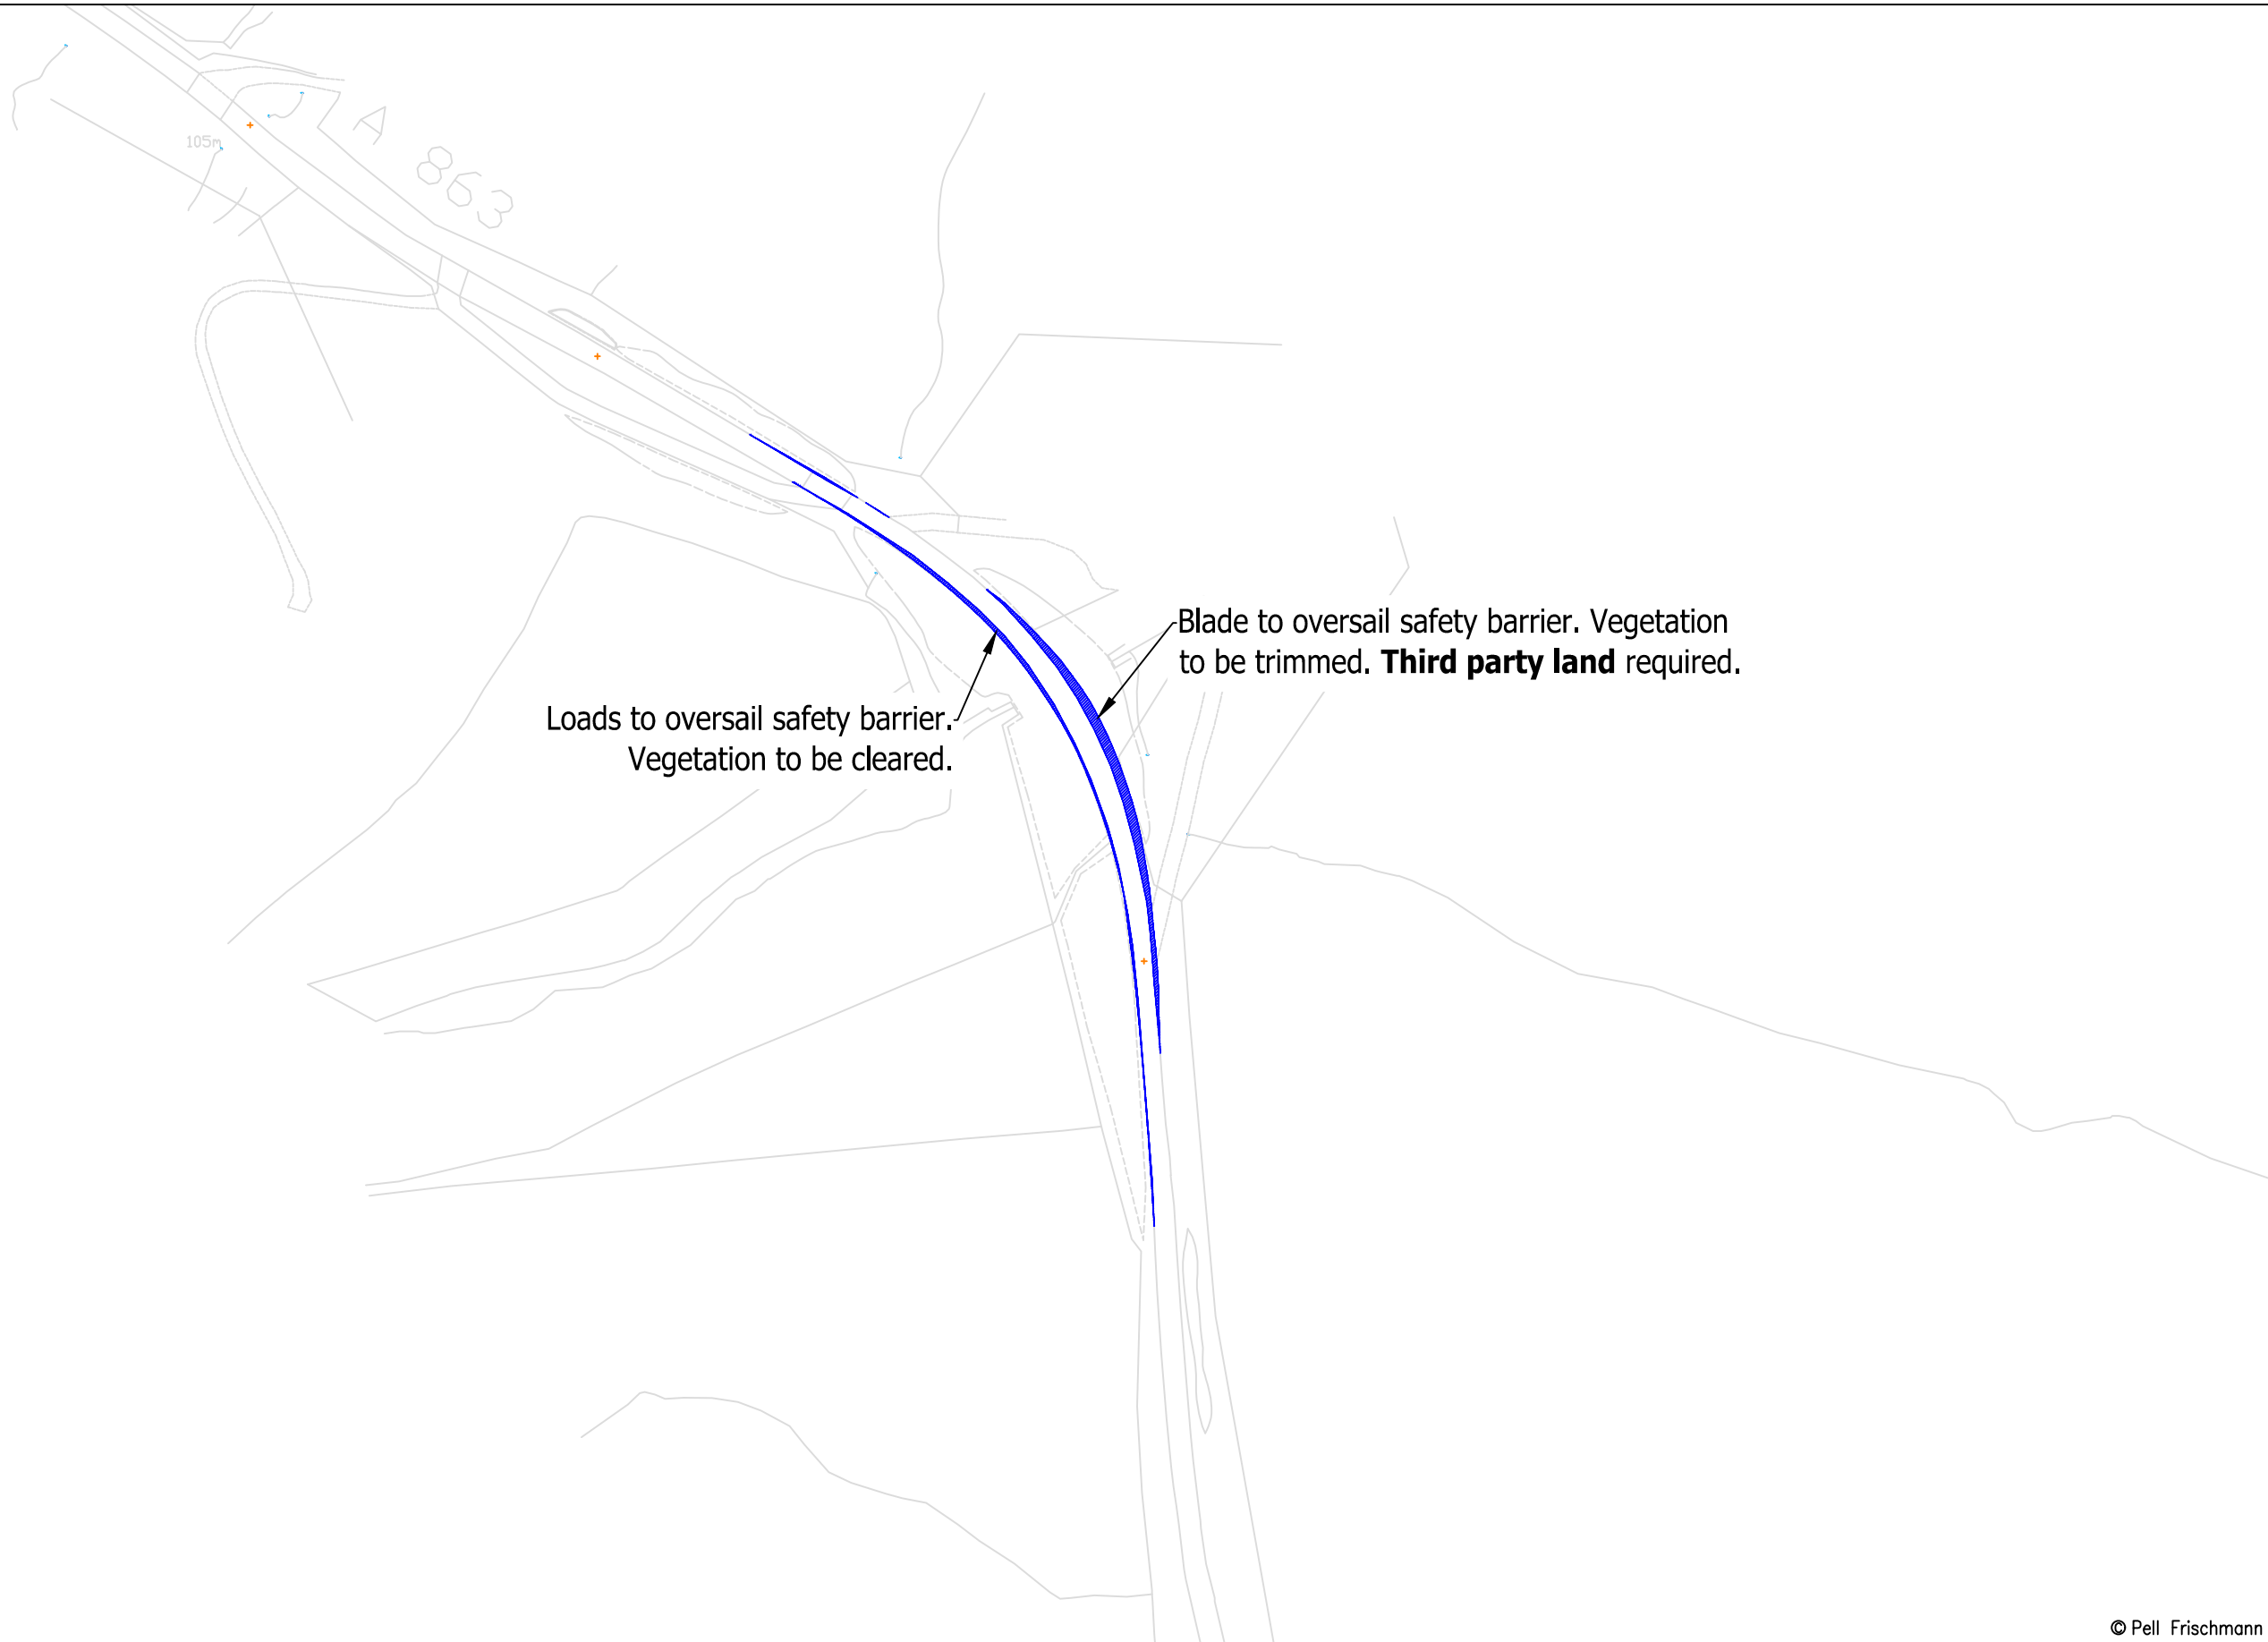 105m
A 863
Blade to oversail safety barrier. Vegetation
to be trimmed. Third party land required.
Loads to oversail safety barrier.
Vegetation to be cleared.
© Pell Frischmann